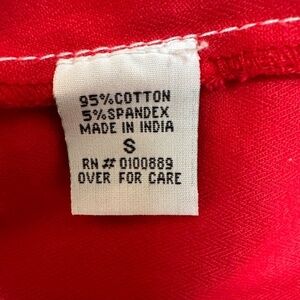 95%COTTON
5%SPANDEX
MADE IN INDIA
S
RN # 0100889
OVER FOR CARE